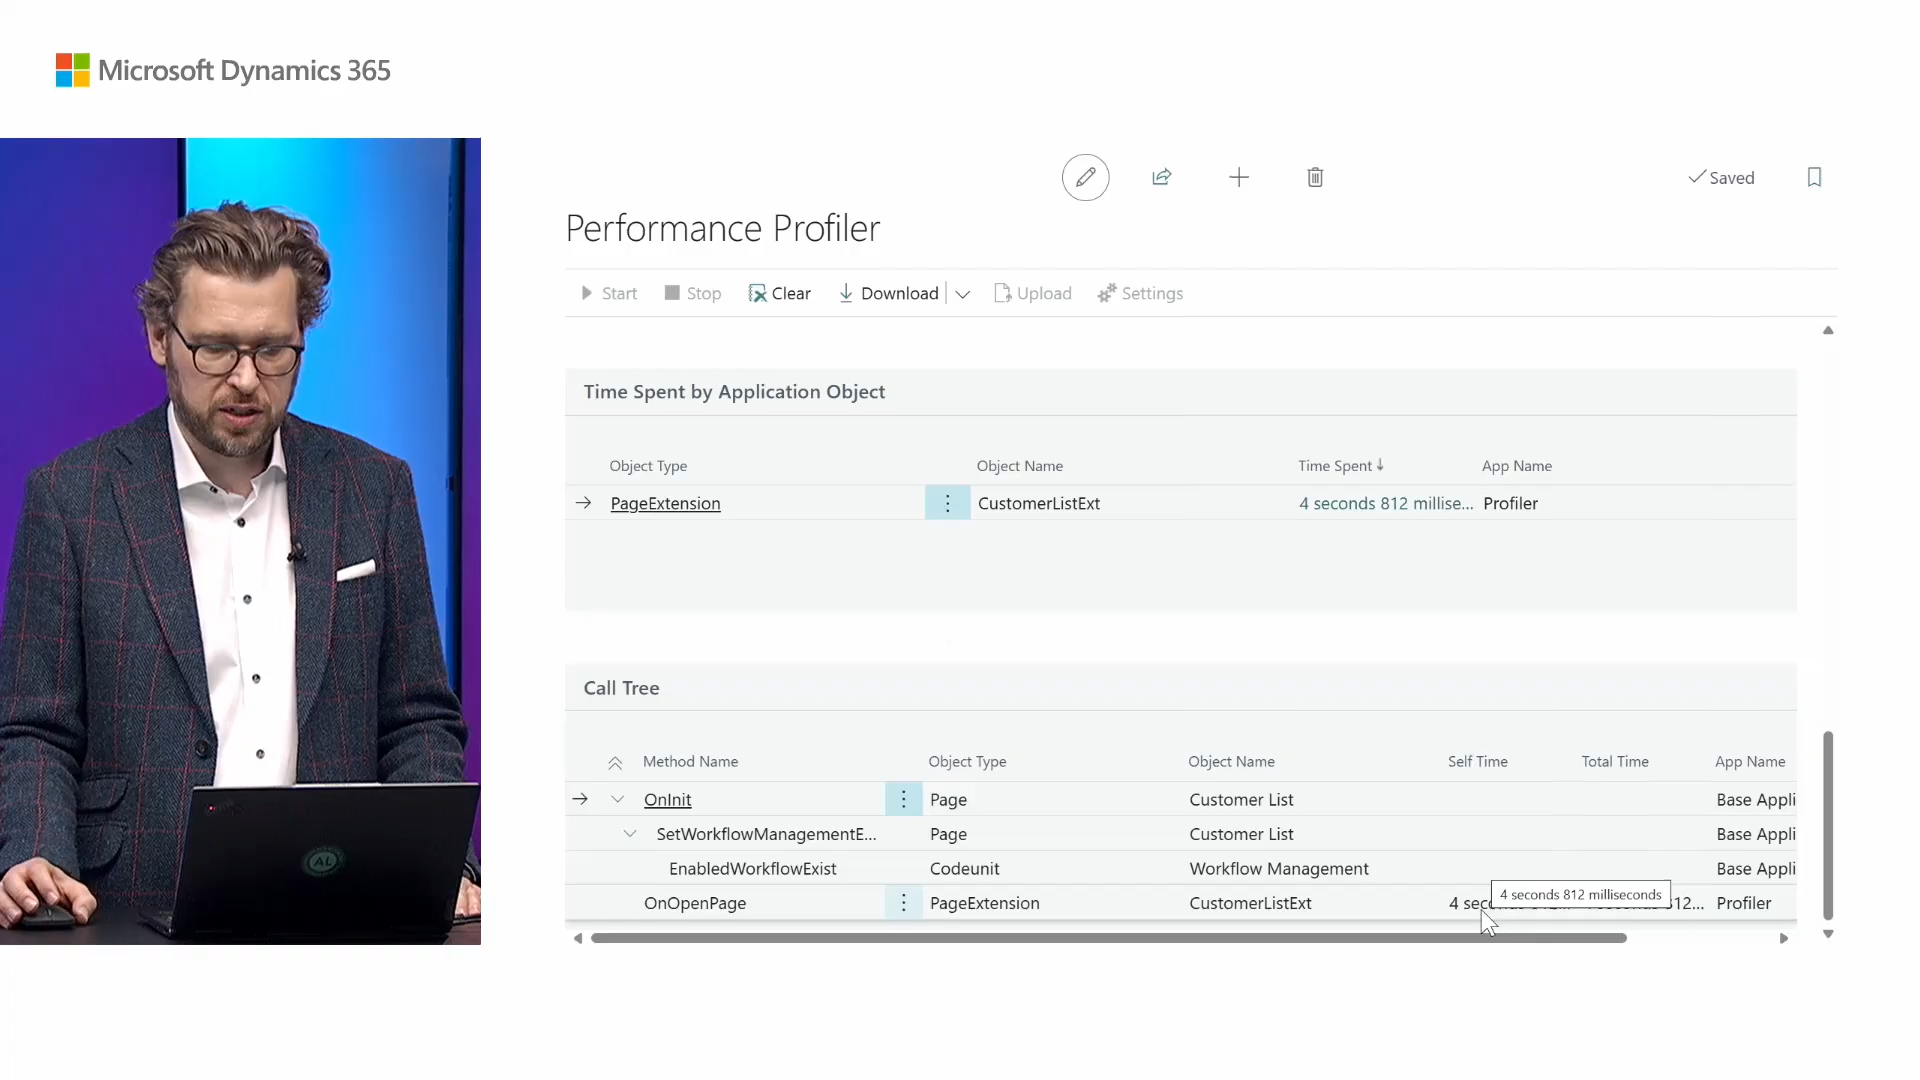 Microsoft Dynamics 365
Saved
Performance Profiler
Start Stop Clear Download Upload Settings
Time Spent by Application Object
Object Type Object Name Time Spent App Name
PageExtension CustomerListExt 4 seconds 812 millise... Profiler
Call Tree
Method Name Object Type Object Name Self Time Total Time App Name
OnInit Page Customer List Base Appli
SetWorkflowManagementE... Page Customer List Base Appli
EnabledWorkflowExist Codeunit Workflow Management Base Appli
4 seconds 812 milliseconds
OnOpenPage PageExtension CustomerListExt 4 Profiler
AL